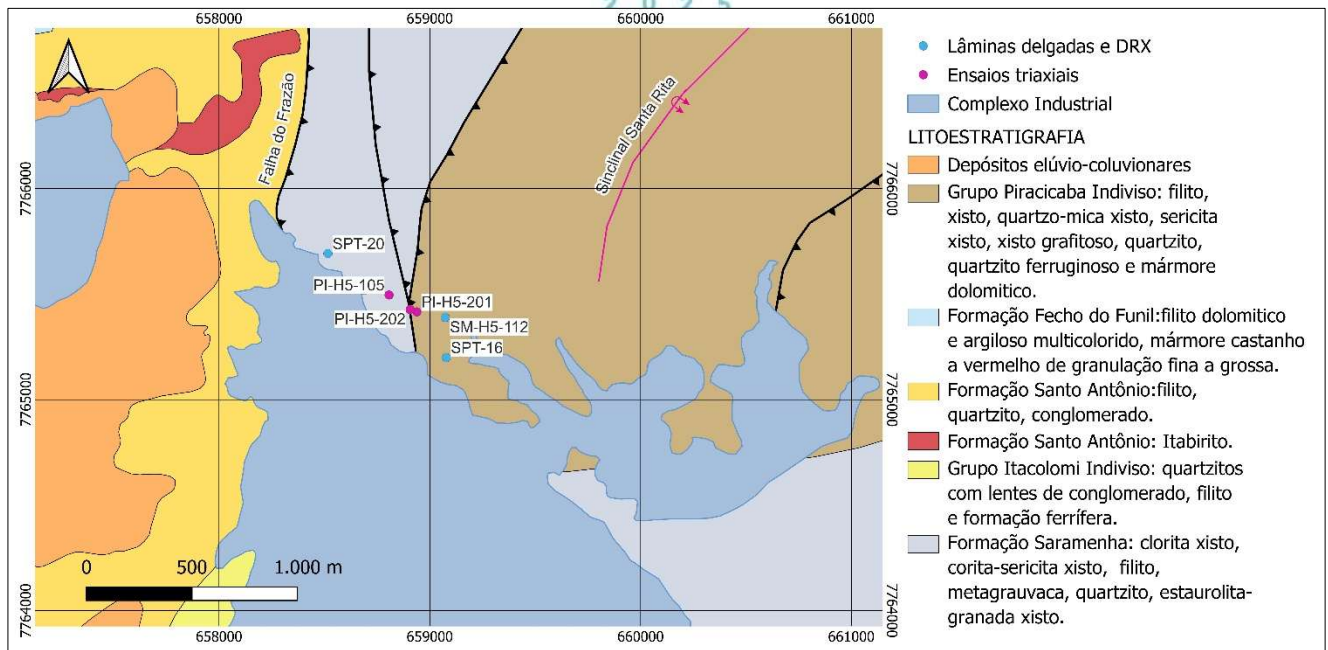 2 0 2 5
658000
659000
660000
661000
7766000
7765000
7764000
7766000
7765000
7764000
Falha do Frazão
Sinclinal Santa Rita
SPT-20
PI-H5-105
PI-H5-201
PI-H5-202
SM-H5-112
SPT-16
0 500 1.000 m
658000
659000
660000
661000
Lâminas delgadas e DRX
Ensaios triaxiais
Complexo Industrial
LITOESTRATIGRAFIA
Depósitos elúvio-coluvionares
Grupo Piracicaba Indiviso: filito,
xisto, quartzo-mica xisto, sericita
xisto, xisto grafitoso, quartzito,
quartzito ferruginoso e mármore
dolomitico.
Formação Fecho do Funil:filito dolomitico
e argiloso multicolorido, mármore castanho
a vermelho de granulação fina a grossa.
Formação Santo Antônio:filito,
quartzito, conglomerado.
Formação Santo Antônio: Itabirito.
Grupo Itacolomi Indiviso: quartzitos
com lentes de conglomerado, filito
e formação ferrífera.
Formação Saramenha: clorita xisto,
corita-sericita xisto, filito,
metagrauvaca, quartzito, estaurolita-
granada xisto.